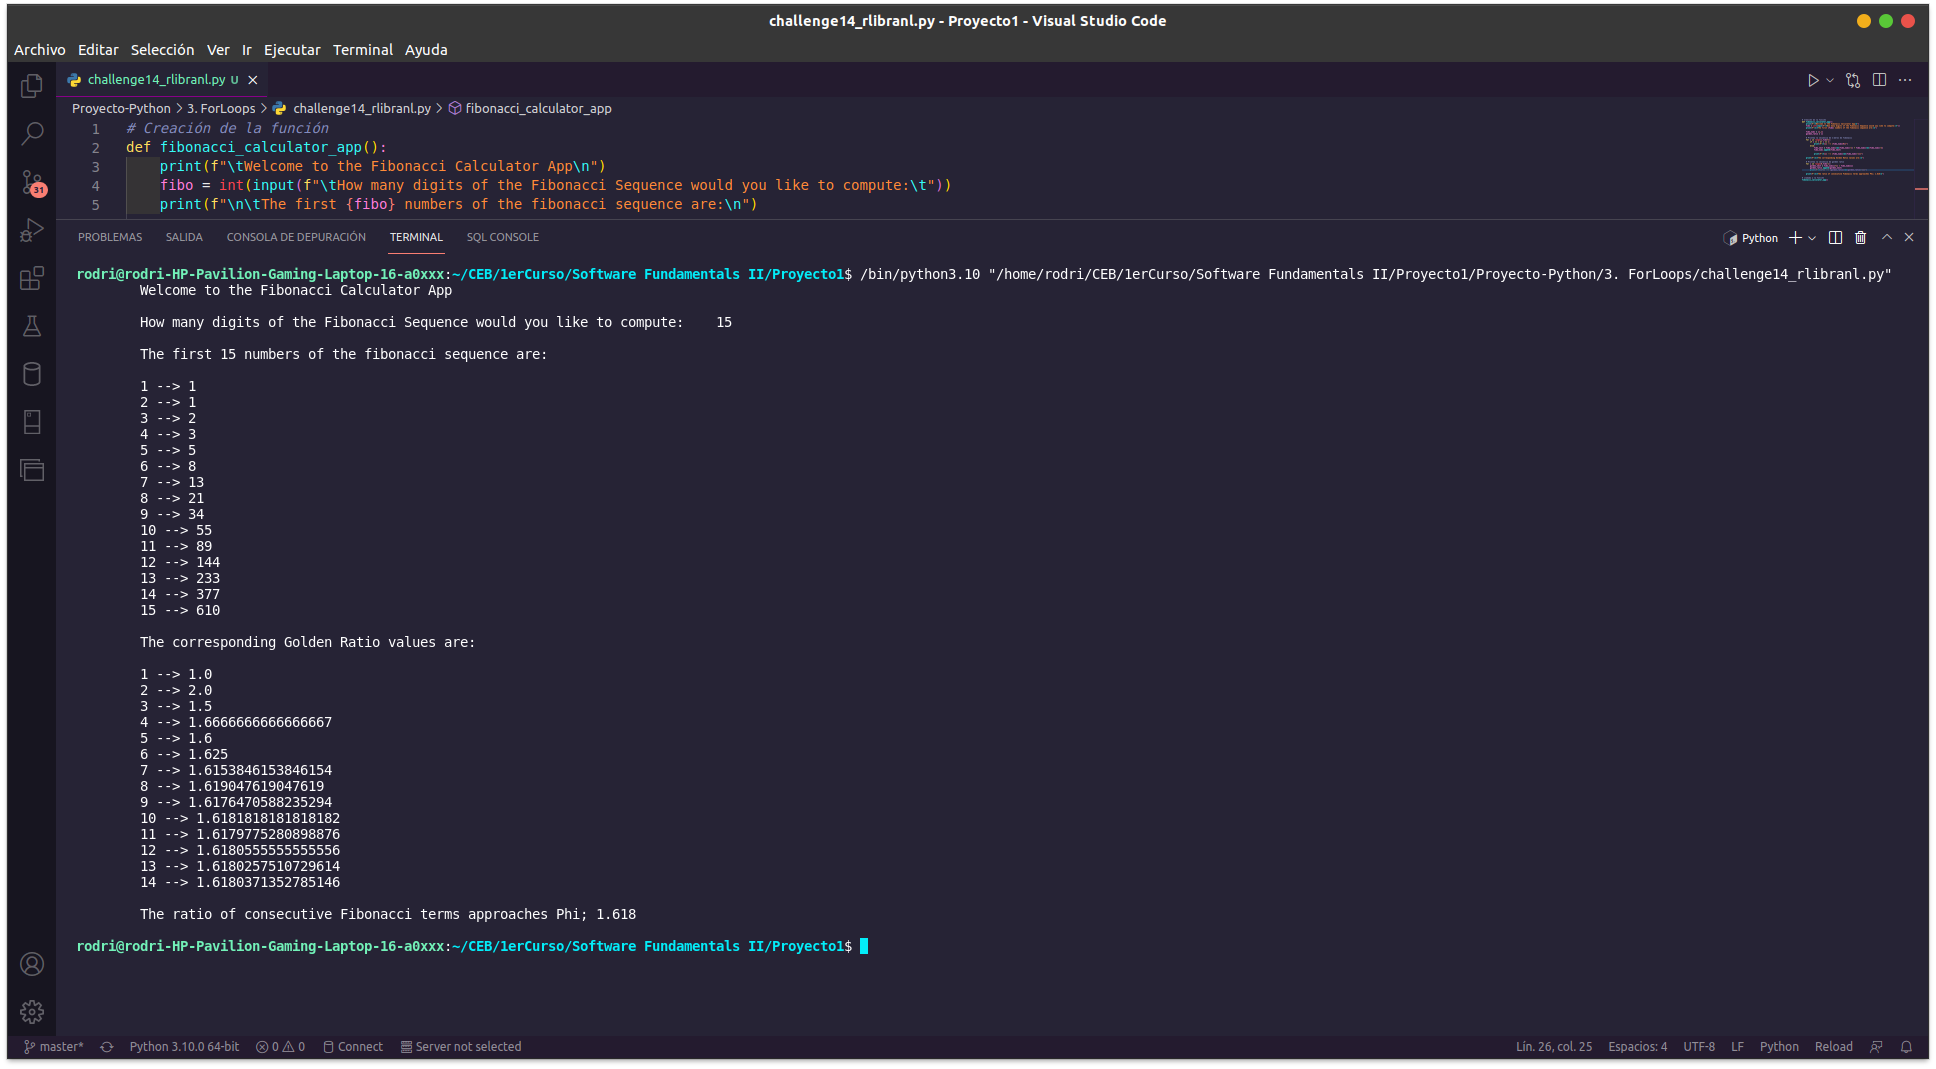 challenge14_rlibranl.py - Proyecto1 - Visual Studio Code
Archivo Editar Selección Ver Ir Ejecutar Terminal Ayuda
challenge14_rlibranl.py U
Proyecto-Python > 3. ForLoops > challenge14_rlibranl.py > fibonacci_calculator_app
1 # Creación de la función
2 def fibonacci_calculator_app():
3 print(f"\tWelcome to the Fibonacci Calculator App\n")
4 fibo = int(input(f"\tHow many digits of the Fibonacci Sequence would you like to compute:\t"))
5 print(f"\n\tThe first {fibo} numbers of the fibonacci sequence are:\n")
31
PROBLEMAS SALIDA CONSOLA DE DEPURACIÓN TERMINAL SQL CONSOLE Python
rodri@rodri-HP-Pavilion-Gaming-Laptop-16-a0xxx:~/CEB/1erCurso/Software Fundamentals II/Proyecto1$ /bin/python3.10 "/home/rodri/CEB/1erCurso/Software Fundamentals II/Proyecto1/Proyecto-Python/3. ForLoops/challenge14_rlibranl.py"
Welcome to the Fibonacci Calculator App
How many digits of the Fibonacci Sequence would you like to compute: 15
The first 15 numbers of the fibonacci sequence are:
1 --> 1
2 --> 1
3 --> 2
4 --> 3
5 --> 5
6 --> 8
7 --> 13
8 --> 21
9 --> 34
10 --> 55
11 --> 89
12 --> 144
13 --> 233
14 --> 377
15 --> 610
The corresponding Golden Ratio values are:
1 --> 1.0
2 --> 2.0
3 --> 1.5
4 --> 1.6666666666666667
5 --> 1.6
6 --> 1.625
7 --> 1.6153846153846154
8 --> 1.619047619047619
9 --> 1.6176470588235294
10 --> 1.6181818181818182
11 --> 1.6179775280898876
12 --> 1.6180555555555556
13 --> 1.6180257510729614
14 --> 1.6180371352785146
The ratio of consecutive Fibonacci terms approaches Phi; 1.618
rodri@rodri-HP-Pavilion-Gaming-Laptop-16-a0xxx:~/CEB/1erCurso/Software Fundamentals II/Proyecto1$
master* Python 3.10.0 64-bit 0 0 Connect Server not selected Lín. 26, col. 25 Espacios: 4 UTF-8 LF Python Reload